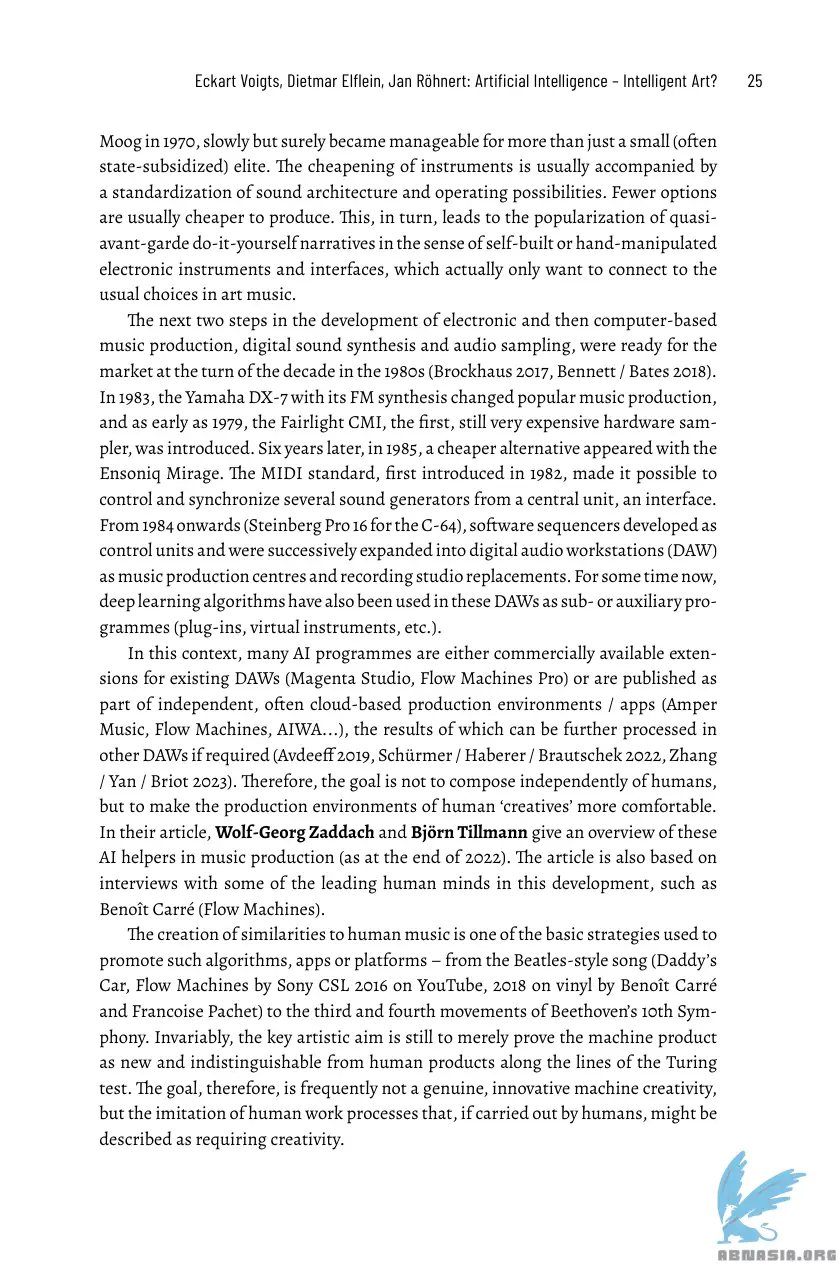 Eckart Voigts, Dietmar Elflein, Jan Röhnert: Artificial Intelligence – Intelligent Art? 25
Moog in 1970, slowly but surely became manageable for more than just a small (often
state-subsidized) elite. The cheapening of instruments is usually accompanied by
a standardization of sound architecture and operating possibilities. Fewer options
are usually cheaper to produce. This, in turn, leads to the popularization of quasi-
avant-garde do-it-yourself narratives in the sense of self-built or hand-manipulated
electronic instruments and interfaces, which actually only want to connect to the
usual choices in art music.
The next two steps in the development of electronic and then computer-based
music production, digital sound synthesis and audio sampling, were ready for the
market at the turn of the decade in the 1980s (Brockhaus 2017, Bennett / Bates 2018).
In 1983, the Yamaha DX-7 with its FM synthesis changed popular music production,
and as early as 1979, the Fairlight CMI, the first, still very expensive hardware sam-
pler, was introduced. Six years later, in 1985, a cheaper alternative appeared with the
Ensoniq Mirage. The MIDI standard, first introduced in 1982, made it possible to
control and synchronize several sound generators from a central unit, an interface.
From 1984 onwards (Steinberg Pro 16 for the C-64), software sequencers developed as
control units and were successively expanded into digital audio workstations (DAW)
as music production centres and recording studio replacements. For some time now,
deep learning algorithms have also been used in these DAWs as sub- or auxiliary pro-
grammes (plug-ins, virtual instruments, etc.).
In this context, many AI programmes are either commercially available exten-
sions for existing DAWs (Magenta Studio, Flow Machines Pro) or are published as
part of independent, often cloud-based production environments / apps (Amper
Music, Flow Machines, AIWA...), the results of which can be further processed in
other DAWs if required (Avdeeff 2019, Schürmer / Haberer / Brautschek 2022, Zhang
/ Yan / Briot 2023). Therefore, the goal is not to compose independently of humans,
but to make the production environments of human ‘creatives’ more comfortable.
In their article, Wolf-Georg Zaddach and Björn Tillmann give an overview of these
AI helpers in music production (as at the end of 2022). The article is also based on
interviews with some of the leading human minds in this development, such as
Benoît Carré (Flow Machines).
The creation of similarities to human music is one of the basic strategies used to
promote such algorithms, apps or platforms – from the Beatles-style song (Daddy’s
Car, Flow Machines by Sony CSL 2016 on YouTube, 2018 on vinyl by Benoît Carré
and Francoise Pachet) to the third and fourth movements of Beethoven’s 10th Sym-
phony. Invariably, the key artistic aim is still to merely prove the machine product
as new and indistinguishable from human products along the lines of the Turing
test. The goal, therefore, is frequently not a genuine, innovative machine creativity,
but the imitation of human work processes that, if carried out by humans, might be
described as requiring creativity.
ABNASIA.ORG